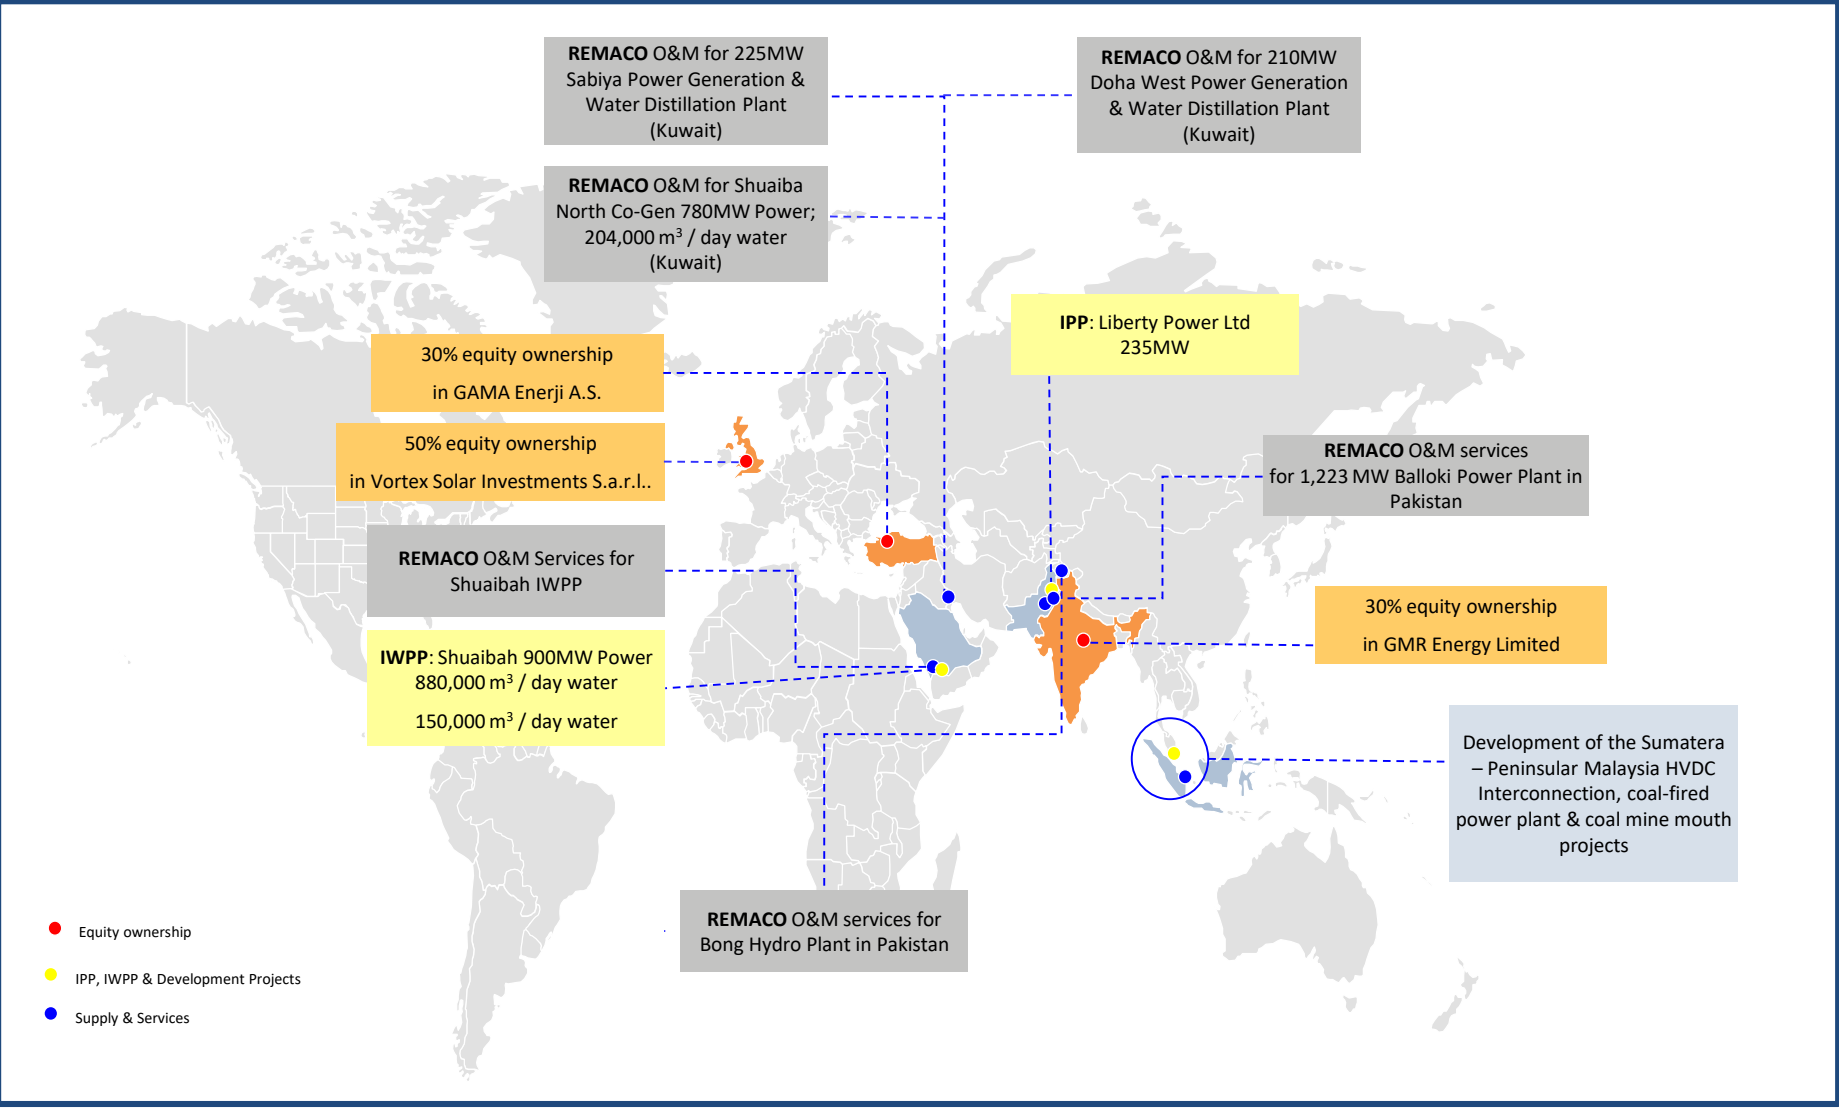 REMACO O&M for 225MW
Sabiya Power Generation &
Water Distillation Plant
(Kuwait)
REMACO O&M for 210MW
Doha West Power Generation
& Water Distillation Plant
(Kuwait)
REMACO O&M for Shuaiba
North Co-Gen 780MW Power;
204,000 m³ / day water
(Kuwait)
IPP: Liberty Power Ltd
235MW
30% equity ownership
in GAMA Enerji A.S.
50% equity ownership
in Vortex Solar Investments S.a.r.l..
REMACO O&M services
for 1,223 MW Balloki Power Plant in
Pakistan
REMACO O&M Services for
Shuaibah IWPP
30% equity ownership
in GMR Energy Limited
IWPP: Shuaibah 900MW Power
880,000 m³ / day water
150,000 m³ / day water
Development of the Sumatera
– Peninsular Malaysia HVDC
Interconnection, coal-fired
power plant & coal mine mouth
projects
REMACO O&M services for
Bong Hydro Plant in Pakistan
Equity ownership
IPP, IWPP & Development Projects
Supply & Services